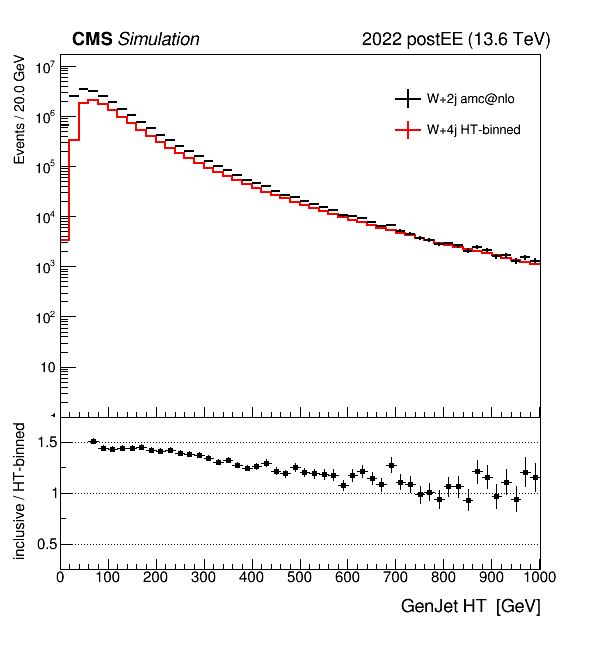 CMS Simulation 2022 postEE (13.6 TeV)
Events / 20.0 GeV
10^7
10^6
10^5
10^4
10^3
10^2
10
W+2j amc@nlo
W+4j HT-binned
inclusive / HT-binned
1.5
1
0.5
0 100 200 300 400 500 600 700 800 900 1000
GenJet HT [GeV]